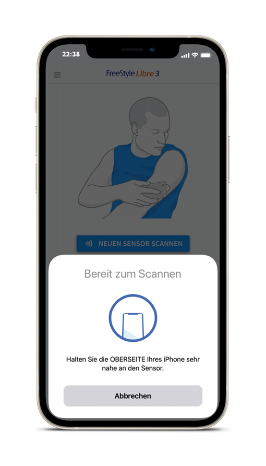 22:38
FreeStyle Libre 3
NEUEN SENSOR SCANNEN
Bereit zum Scannen
Halten Sie die OBERSEITE Ihres iPhone sehr
nahe an den Sensor.
Abbrechen